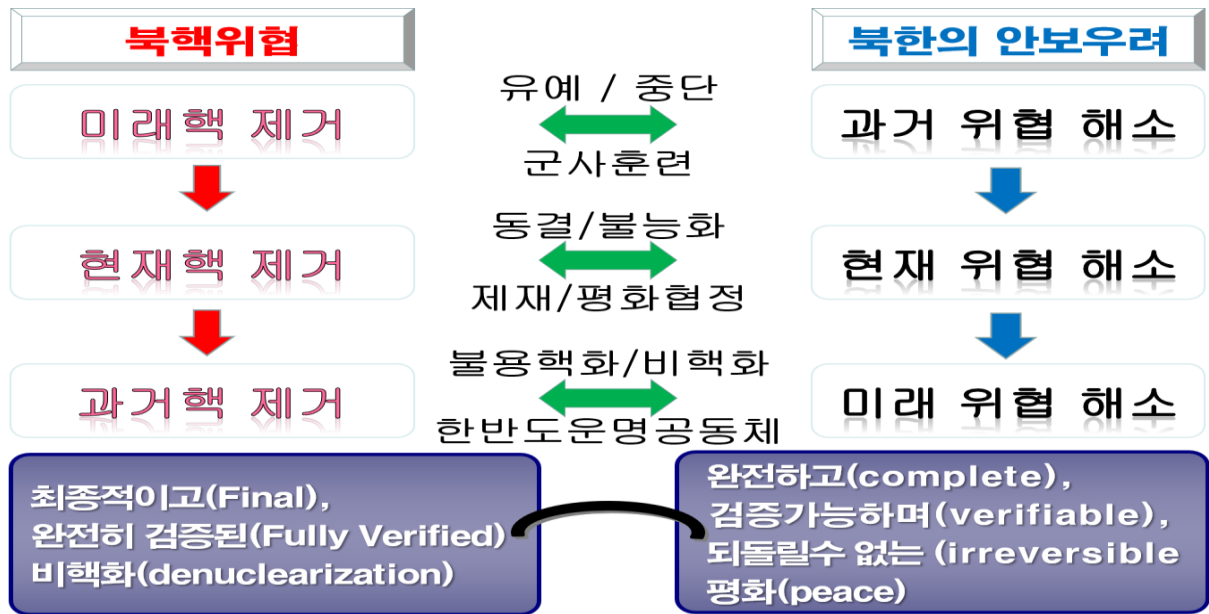 북핵위협
북한의 안보우려
미래핵 제거
유예 / 중단
군사훈련
과거 위협 해소
현재핵 제거
동결/불능화
제재/평화협정
현재 위협 해소
과거핵 제거
불용핵화/비핵화
한반도운명공동체
미래 위협 해소
최종적이고(Final),
완전히 검증된(Fully Verified)
비핵화(denuclearization)
완전하고(complete),
검증가능하며(verifiable),
되돌릴수 없는 (irreversible
평화(peace)